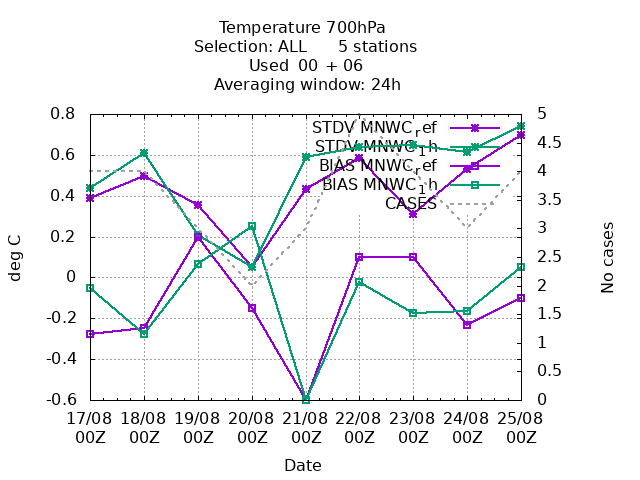 Temperature 700hPa
Selection: ALL 5 stations
Used 00 + 06
Averaging window: 24h
0.8
0.6
0.4
0.2
0
-0.2
-0.4
-0.6
deg C
5
4.5
4
3.5
3
2.5
2
1.5
1
0.5
0
No cases
STDV MNWC_ref
STDV MNWC_1h
BIAS MNWC_ref
BIAS MNWC_1h
CASES
17/08 18/08 19/08 20/08 21/08 22/08 23/08 24/08 25/08
00Z 00Z 00Z 00Z 00Z 00Z 00Z 00Z 00Z
Date